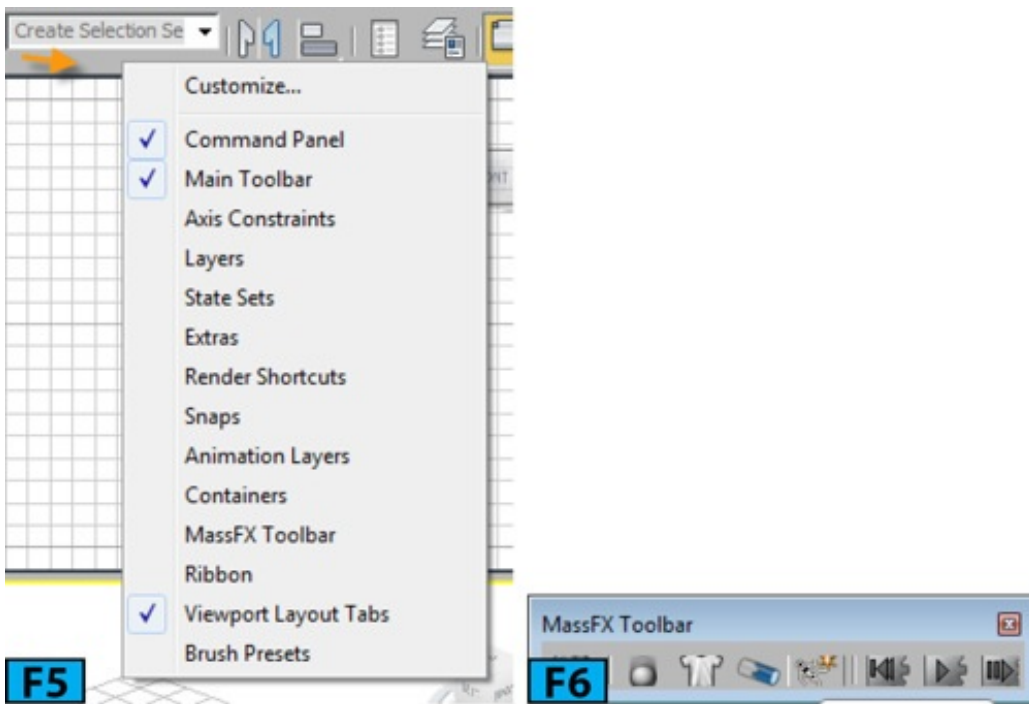 Create Selection Se
Customize...
Command Panel
Main Toolbar
Axis Constraints
Layers
State Sets
Extras
Render Shortcuts
Snaps
Animation Layers
Containers
MassFX Toolbar
Ribbon
Viewport Layout Tabs
Brush Presets
F5
MassFX Toolbar
F6